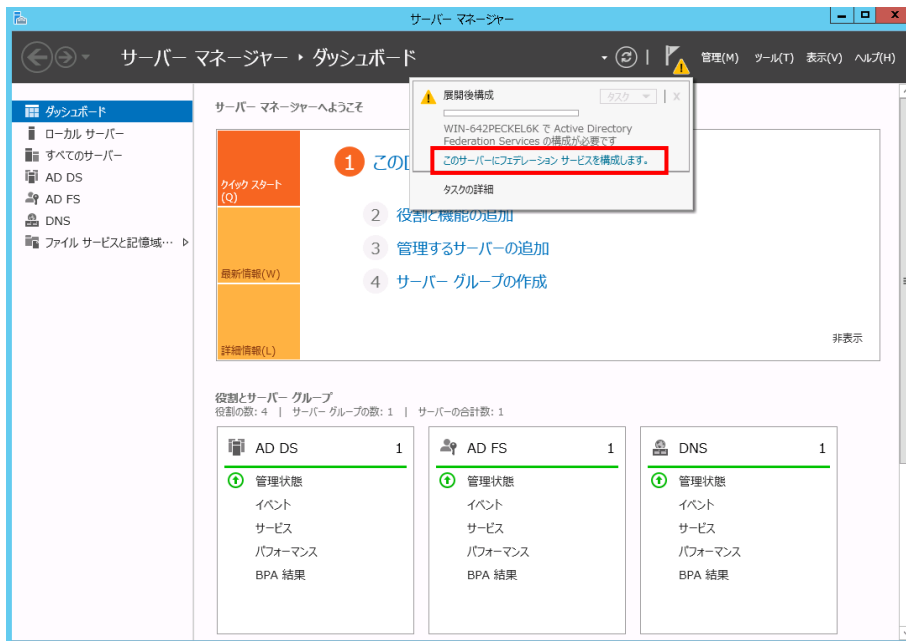 サーバー マネージャー
サーバー マネージャー ・ ダッシュボード
管理(M) ツール(T) 表示(V) ヘルプ(H)
ダッシュボード
ローカル サーバー
すべてのサーバー
AD DS
AD FS
DNS
ファイル サービスと記憶域…
サーバー マネージャーへようこそ
展開後構成
タスク
x
WIN-642PECKEL6K で Active Directory
Federation Services の構成が必要です
このサーバーにフェデレーション サービスを構成します。
タスクの詳細
クイック スタート
(Q)
最新情報(W)
詳細情報(L)
1 この
2 役割と機能の追加
3 管理するサーバーの追加
4 サーバー グループの作成
非表示
役割とサーバー グループ
役割の数: 4 | サーバー グループの数: 1 | サーバーの合計数: 1
AD DS 1
管理状態
イベント
サービス
パフォーマンス
BPA 結果
AD FS 1
管理状態
イベント
サービス
パフォーマンス
BPA 結果
DNS 1
管理状態
イベント
サービス
パフォーマンス
BPA 結果